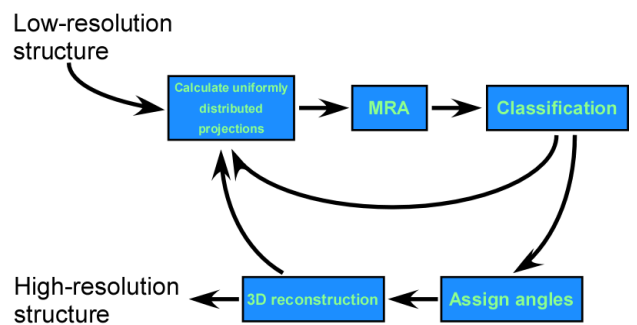 Low-resolution
structure
Calculate uniformly
distributed
projections
MRA
Classification
High-resolution
structure
3D reconstruction
Assign angles